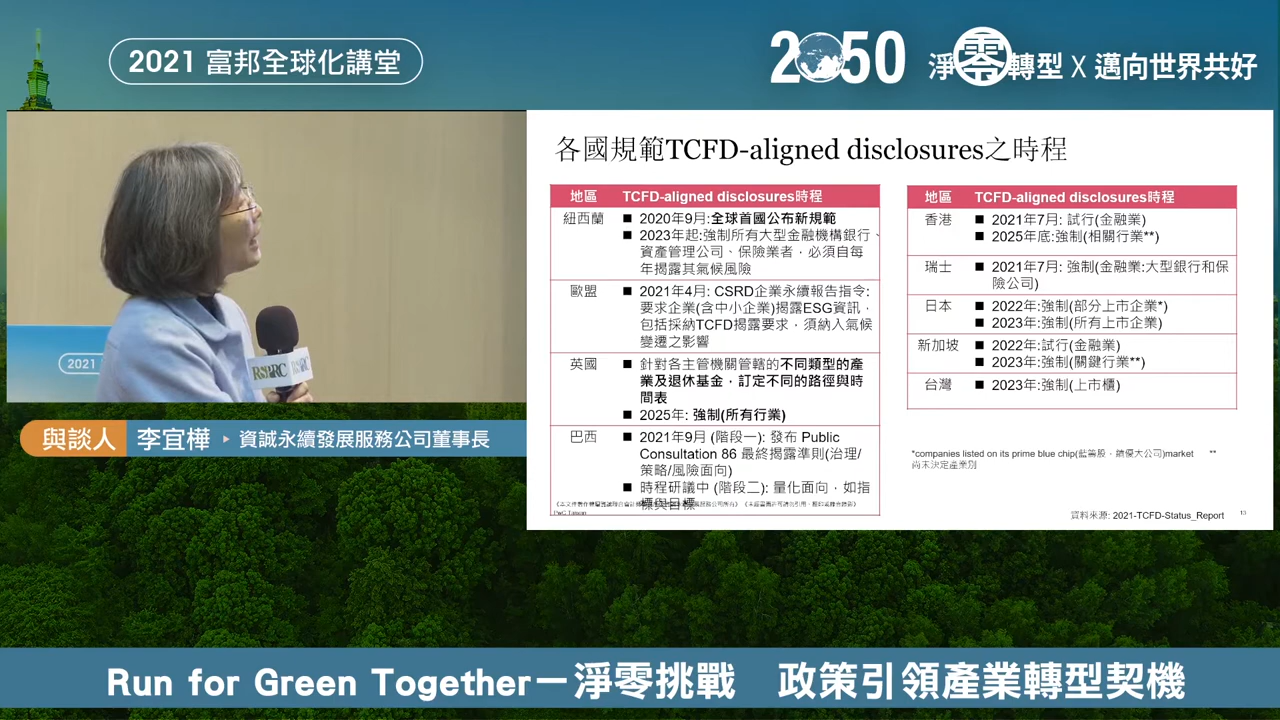 2021 富邦全球化講堂
2050 淨零轉型 X 邁向世界共好
各國規範TCFD-aligned disclosures之時程
地區 TCFD-aligned disclosures時程
紐西蘭
■ 2020年9月:全球首國公布新規範
■ 2023年起:強制所有大型金融機構銀行、
資產管理公司、保險業者，必須自每
年揭露其氣候風險
歐盟
■ 2021年4月: CSRD企業永續報告指令:
要求企業(含中小企業)揭露ESG資訊，
包括採納TCFD揭露要求，須納入氣候
變遷之影響
英國
■ 針對各主管機關管轄的不同類型的產
業及退休基金，訂定不同的路徑與時
間表
■ 2025年: 強制(所有行業)
巴西
■ 2021年9月 (階段一): 發布 Public
Consultation 86 最終揭露準則(治理/
策略/風險面向)
■ 時程研議中 (階段二): 量化面向，如指
標與目標
PwC Taiwan
地區 TCFD-aligned disclosures時程
香港
■ 2021年7月: 試行(金融業)
■ 2025年底:強制(相關行業**)
瑞士
■ 2021年7月: 強制(金融業:大型銀行和保
險公司)
日本
■ 2022年:強制(部分上市企業*)
■ 2023年:強制(所有上市企業)
新加坡
■ 2022年:試行(金融業)
■ 2023年:強制(關鍵行業**)
台灣
■ 2023年:強制(上市櫃)
*companies listed on its prime blue chip(藍籌股，績優大公司)market **
尚未決定產業別
資料來源: 2021-TCFD-Status_Report
13
2021
RSPRC
與談人 李宜樺 ▸ 資誠永續發展服務公司董事長
Run for Green Together－淨零挑戰 政策引領產業轉型契機